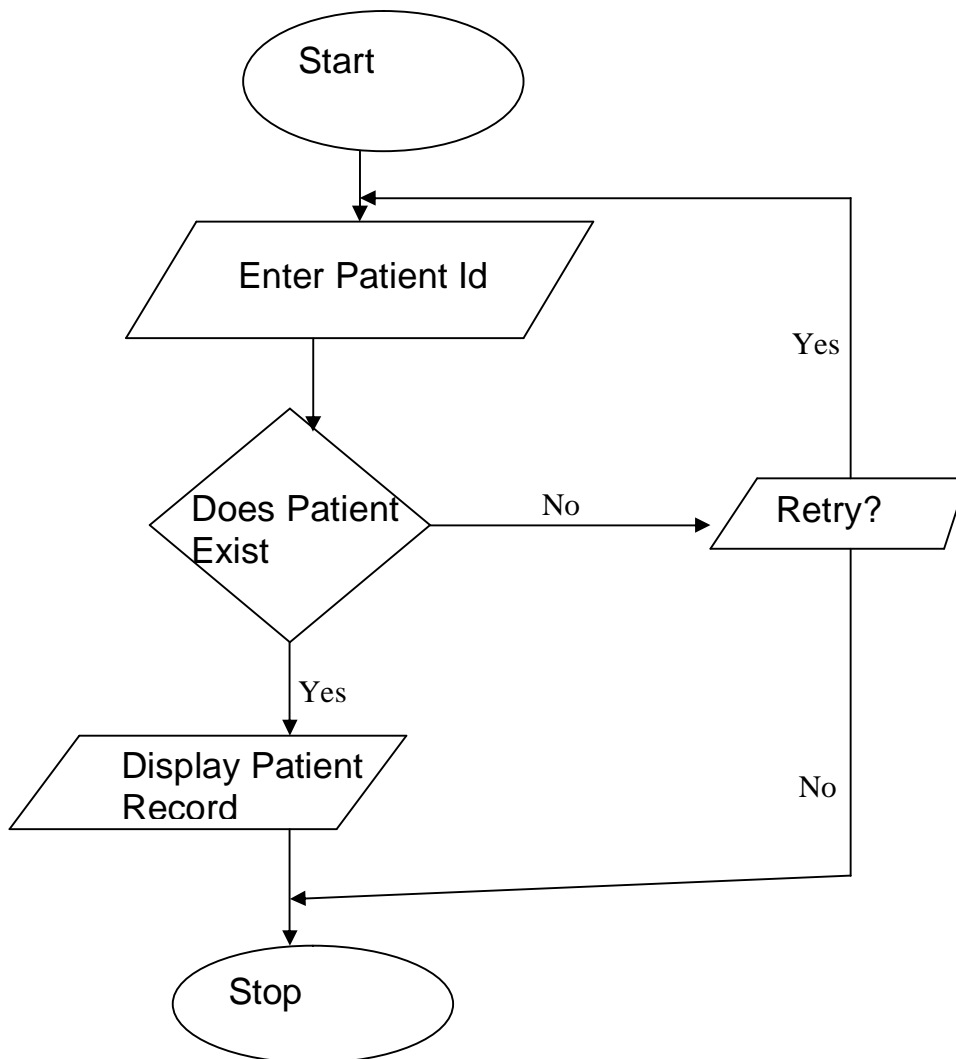 Start
Enter Patient Id
Yes
Does Patient
Exist
No
Retry?
Yes
Display Patient
Record
No
Stop